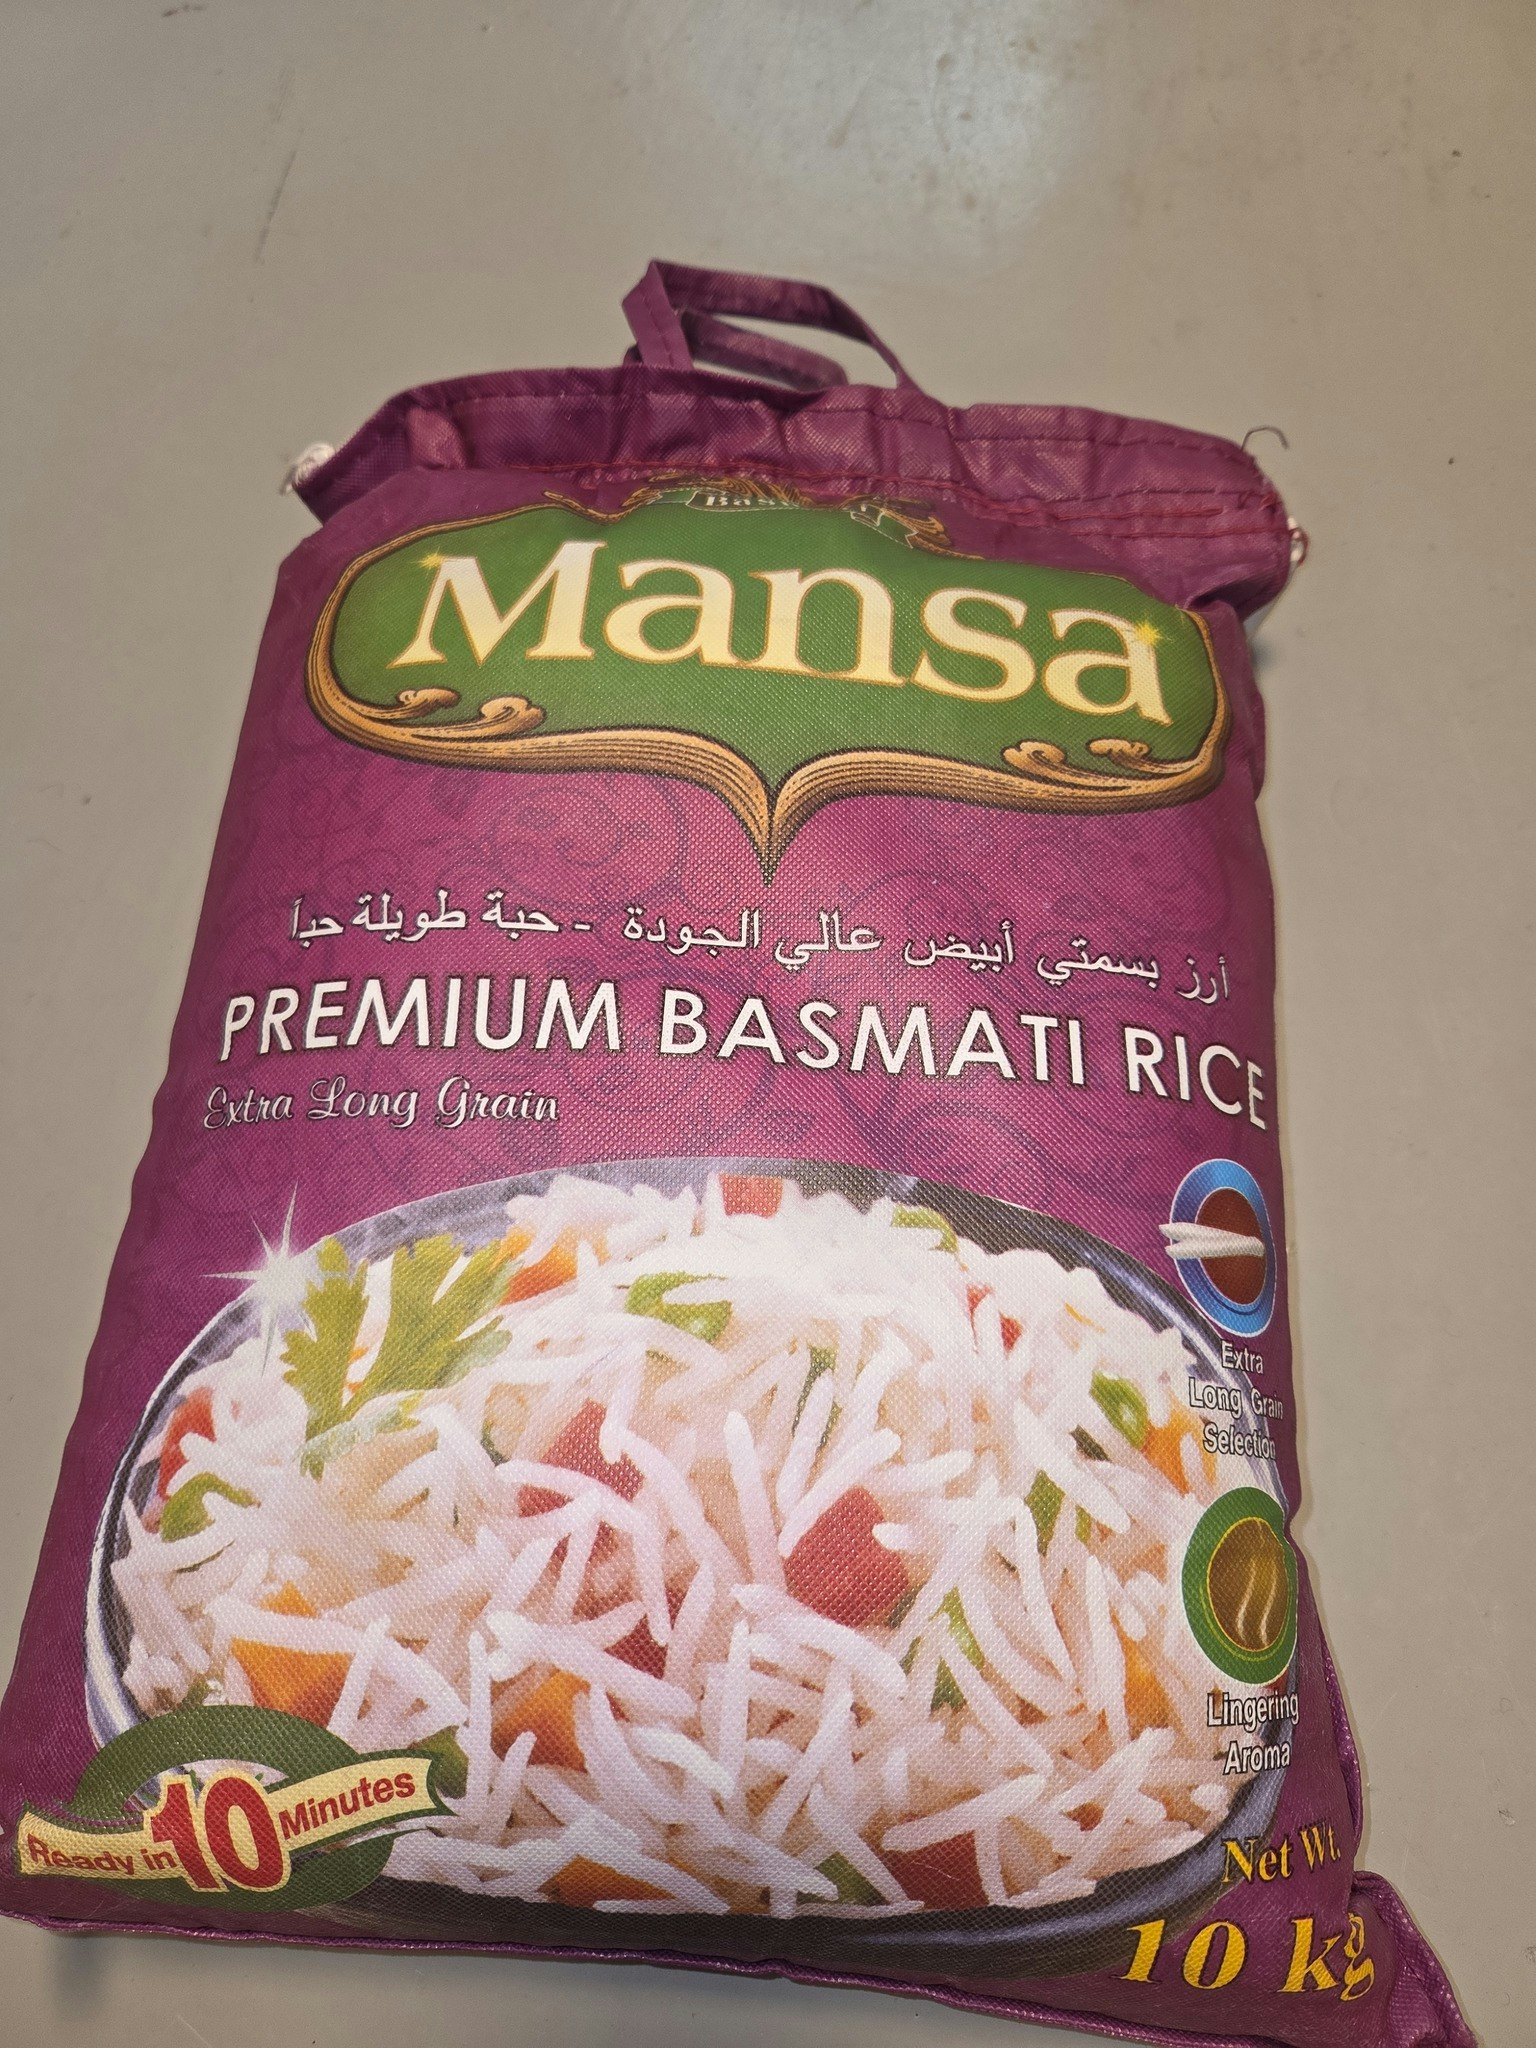 Mansa
أرز بسمتي أبيض عالي الجودة - حبة طويلة حباً
PREMIUM BASMATI RICE
Extra Long Grain
Extra
Long Grain
Selection
Lingering
Aroma
Ready in 10 Minutes
Net Wt.
10 kg